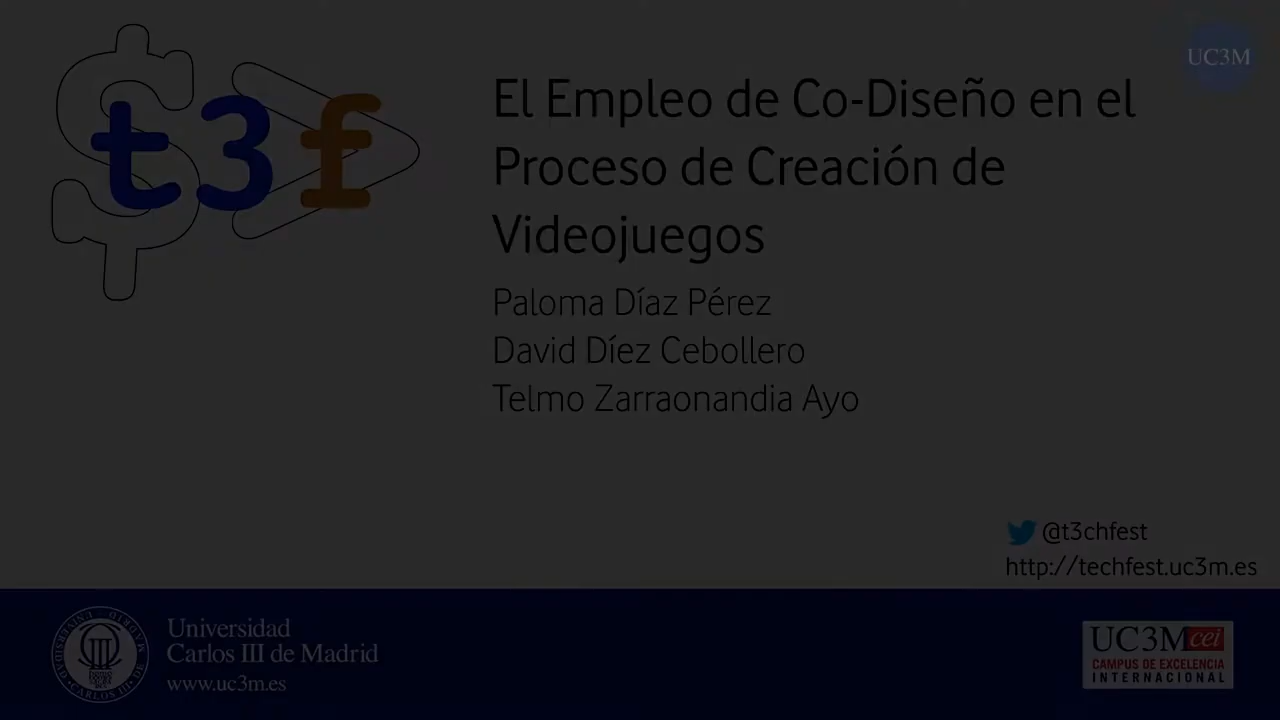 t3f
UC3M
El Empleo de Co-Diseño en el
Proceso de Creación de
Videojuegos
Paloma Díaz Pérez
David Díez Cebollero
Telmo Zarraonandia Ayo
@t3chfest
http://techfest.uc3m.es
Universidad
Carlos III de Madrid
www.uc3m.es
UC3M cei
CAMPUS DE EXCELENCIA
INTERNACIONAL